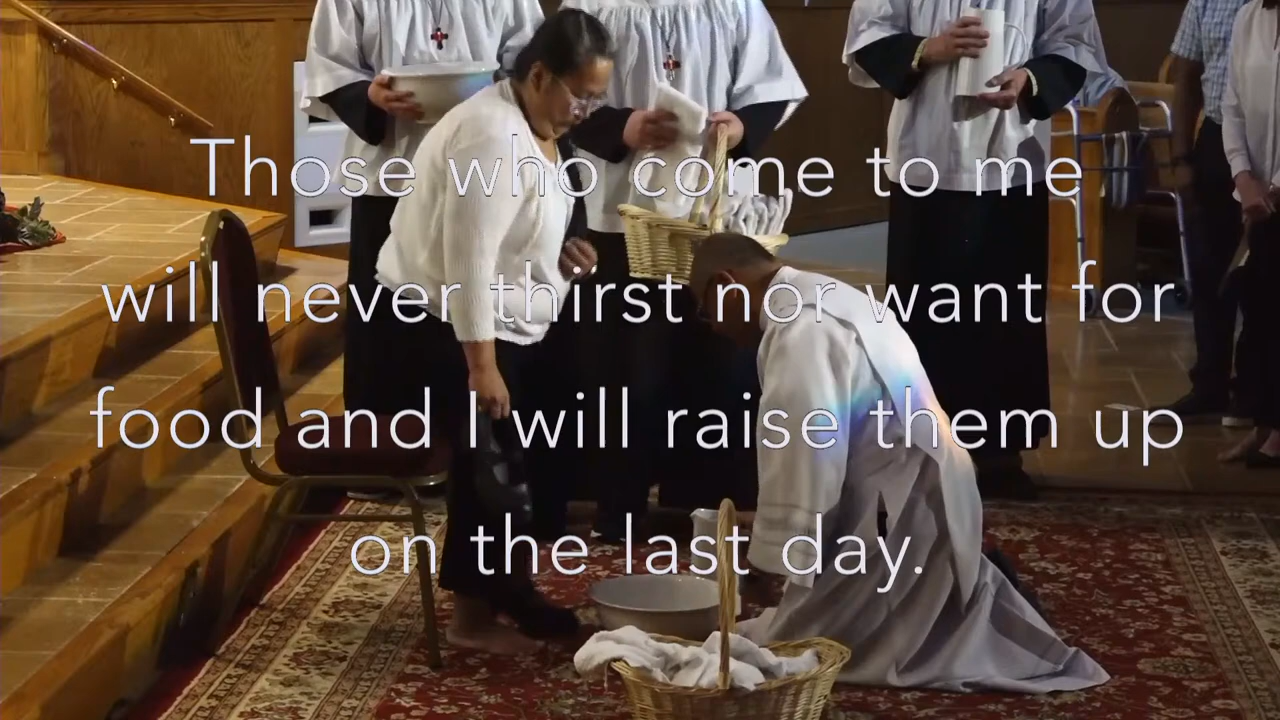 Those who come to me
will never thirst nor want for
food and I will raise them up
on the last day.